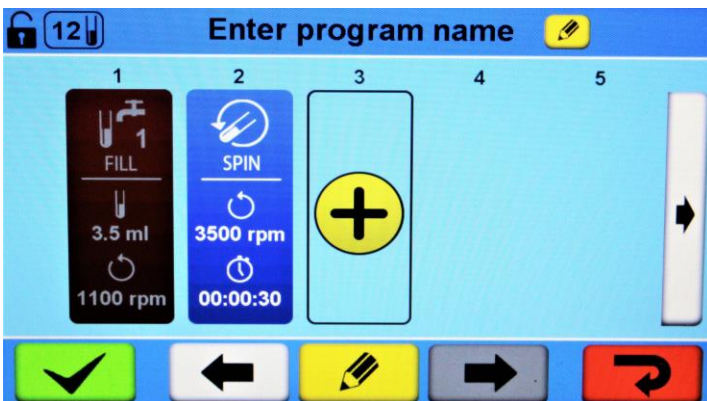 12 Enter program name
1 2 3 4 5
1
FILL
3.5 ml
1100 rpm
SPIN
3500 rpm
00:00:30